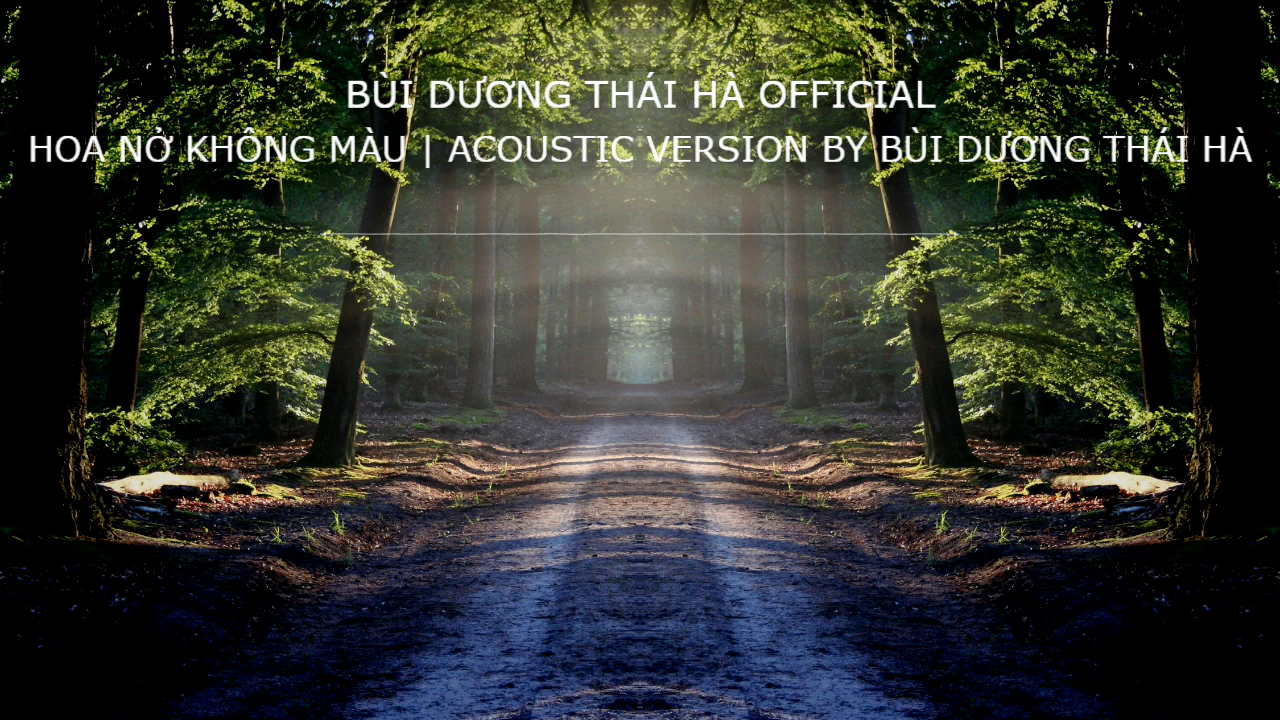 BÙI DƯƠNG THÁI HÀ OFFICIAL
HOA NỞ KHÔNG MÀU | ACOUSTIC VERSION BY BÙI DƯƠNG THÁI HÀ